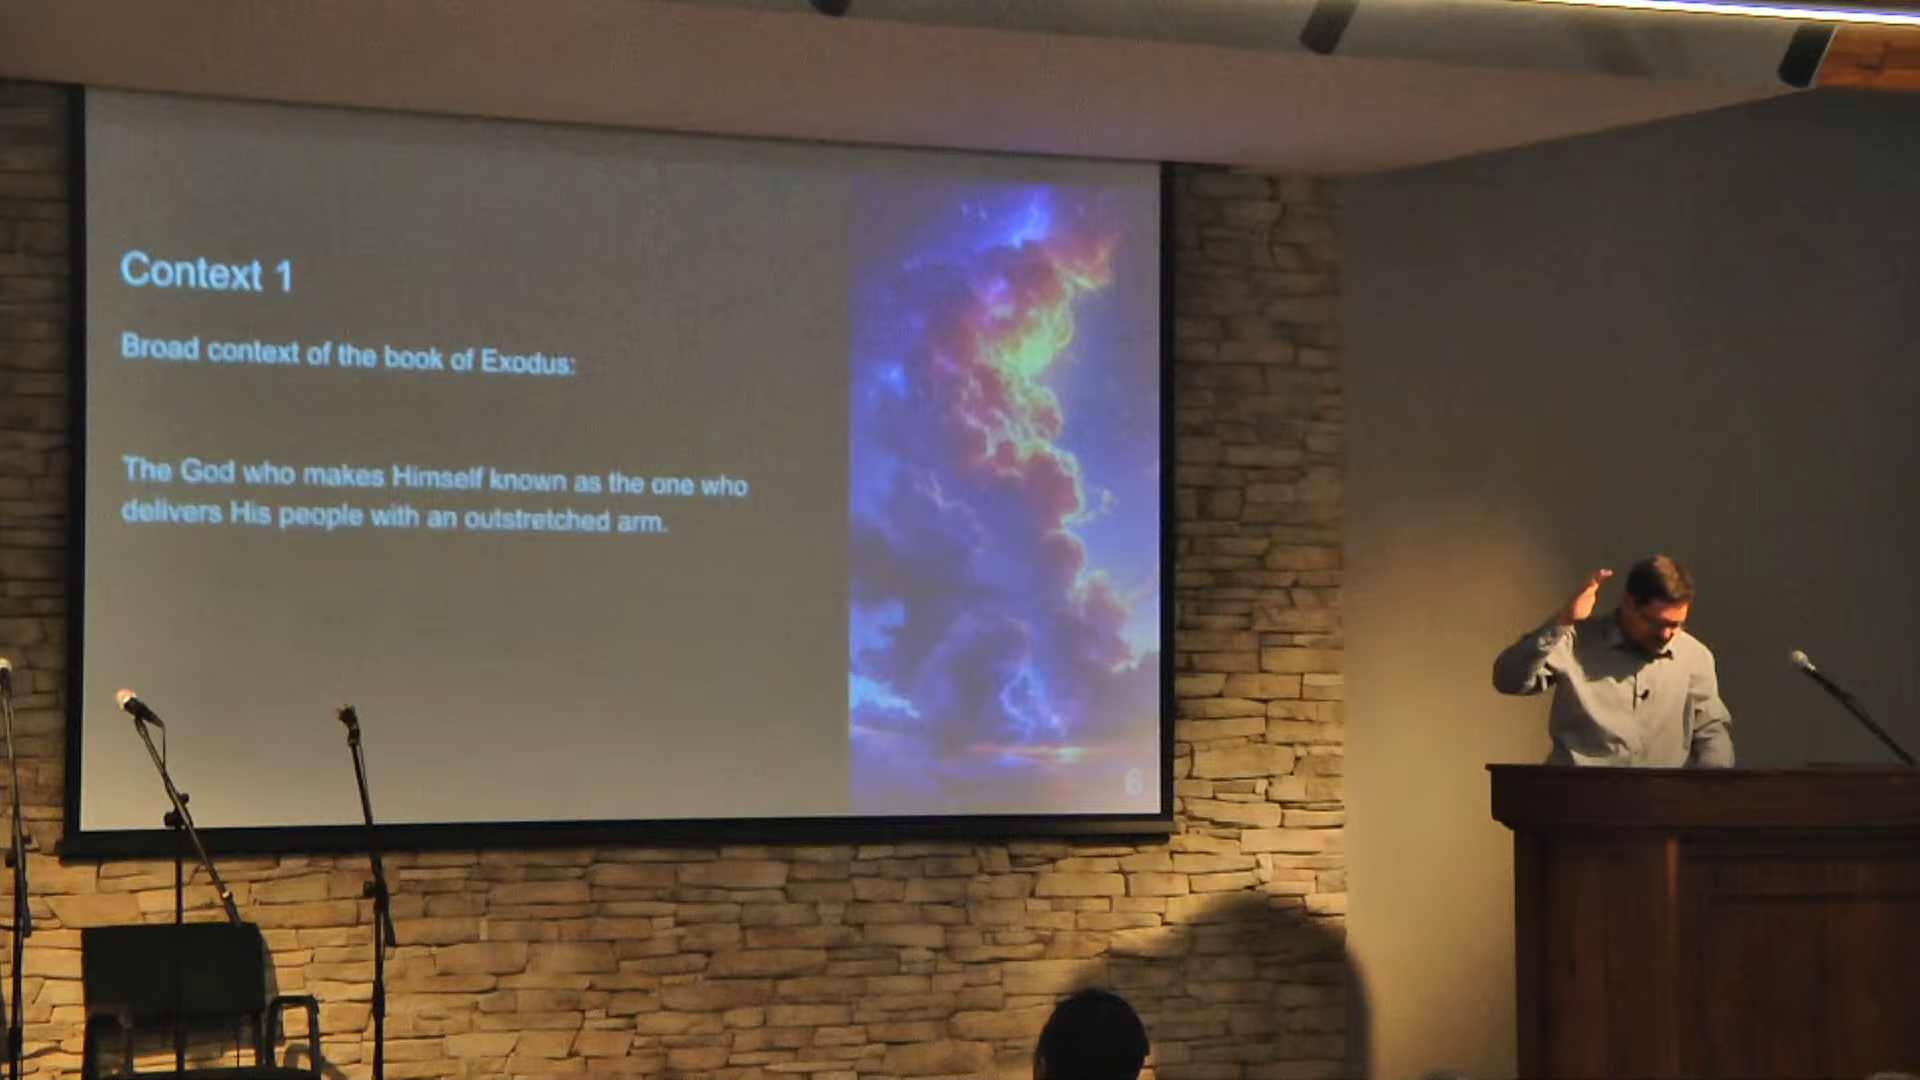 Context 1
Broad context of the book of Exodus:
The God who makes Himself known as the one who
delivers His people with an outstretched arm.
6